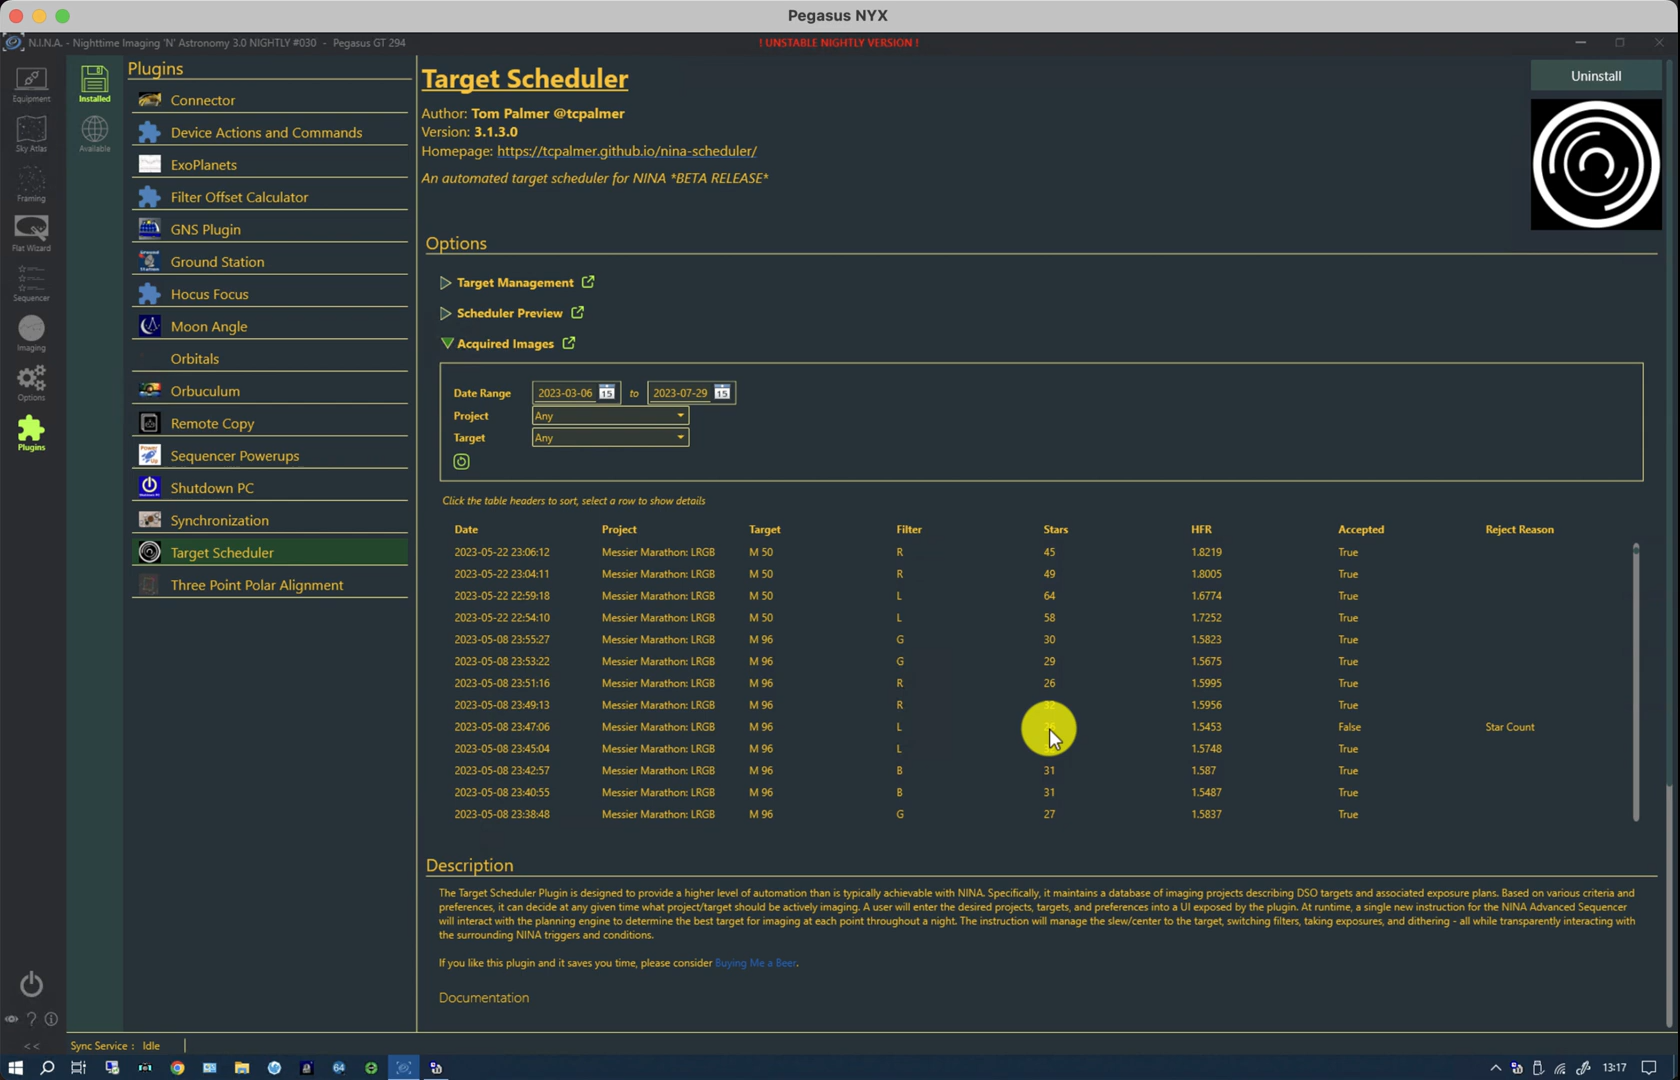 Pegasus NYX
N.I.N.A. - Nighttime Imaging 'N' Astronomy 3.0 NIGHTLY #030 - Pegasus GT 294
! UNSTABLE NIGHTLY VERSION !
Equipment
Sky Atlas
Framing
Flat Wizard
Sequencer
Imaging
Options
Plugins
Installed
Available
Plugins
Connector
Device Actions and Commands
ExoPlanets
Filter Offset Calculator
GNS Plugin
Ground Station
Hocus Focus
Moon Angle
Orbitals
Orbuculum
Remote Copy
Sequencer Powerups
Shutdown PC
Synchronization
Target Scheduler
Three Point Polar Alignment
Target Scheduler
Uninstall
Author: Tom Palmer @tcpalmer
Version: 3.1.3.0
Homepage: https://tcpalmer.github.io/nina-scheduler/
An automated target scheduler for NINA *BETA RELEASE*
Options
Target Management
Scheduler Preview
Acquired Images
Date Range 2023-03-06 15 to 2023-07-29 15
Project Any
Target Any
Click the table headers to sort, select a row to show details
Date Project Target Filter Stars HFR Accepted Reject Reason
2023-05-22 23:06:12 Messier Marathon: LRGB M 50 R 45 1.8219 True
2023-05-22 23:04:11 Messier Marathon: LRGB M 50 R 49 1.8005 True
2023-05-22 22:59:18 Messier Marathon: LRGB M 50 L 64 1.6774 True
2023-05-22 22:54:10 Messier Marathon: LRGB M 50 L 58 1.7252 True
2023-05-08 23:55:27 Messier Marathon: LRGB M 96 G 30 1.5823 True
2023-05-08 23:53:22 Messier Marathon: LRGB M 96 G 29 1.5675 True
2023-05-08 23:51:16 Messier Marathon: LRGB M 96 R 26 1.5995 True
2023-05-08 23:49:13 Messier Marathon: LRGB M 96 R 32 1.5956 True
2023-05-08 23:47:06 Messier Marathon: LRGB M 96 L 1.5453 False Star Count
2023-05-08 23:45:04 Messier Marathon: LRGB M 96 L 1.5748 True
2023-05-08 23:42:57 Messier Marathon: LRGB M 96 B 31 1.587 True
2023-05-08 23:40:55 Messier Marathon: LRGB M 96 B 31 1.5487 True
2023-05-08 23:38:48 Messier Marathon: LRGB M 96 G 27 1.5837 True
Description
The Target Scheduler Plugin is designed to provide a higher level of automation than is typically achievable with NINA. Specifically, it maintains a database of imaging projects describing DSO targets and associated exposure plans. Based on various criteria and
preferences, it can decide at any given time what project/target should be actively imaging. A user will enter the desired projects, targets, and preferences into a UI exposed by the plugin. At runtime, a single new instruction for the NINA Advanced Sequencer
will interact with the planning engine to determine the best target for imaging at each point throughout a night. The instruction will manage the slew/center to the target, switching filters, taking exposures, and dithering - all while transparently interacting with
the surrounding NINA triggers and conditions.
If you like this plugin and it saves you time, please consider Buying Me a Beer.
Documentation
<<
Sync Service : Idle
64
13:17